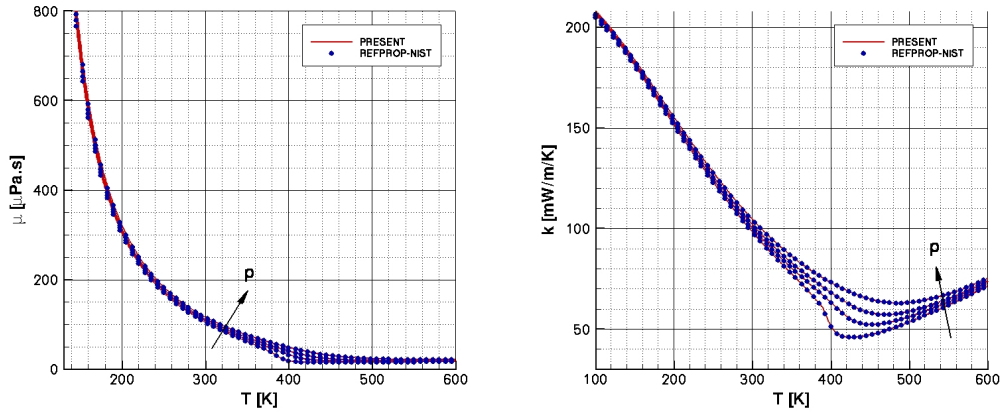 800
600
400
200
0
μ [μPa.s]
PRESENT
REFPROP-NIST
p
200
300
400
500
600
T [K]
200
150
100
50
k [mW/m/K]
PRESENT
REFPROP-NIST
p
100
200
300
400
500
600
T [K]